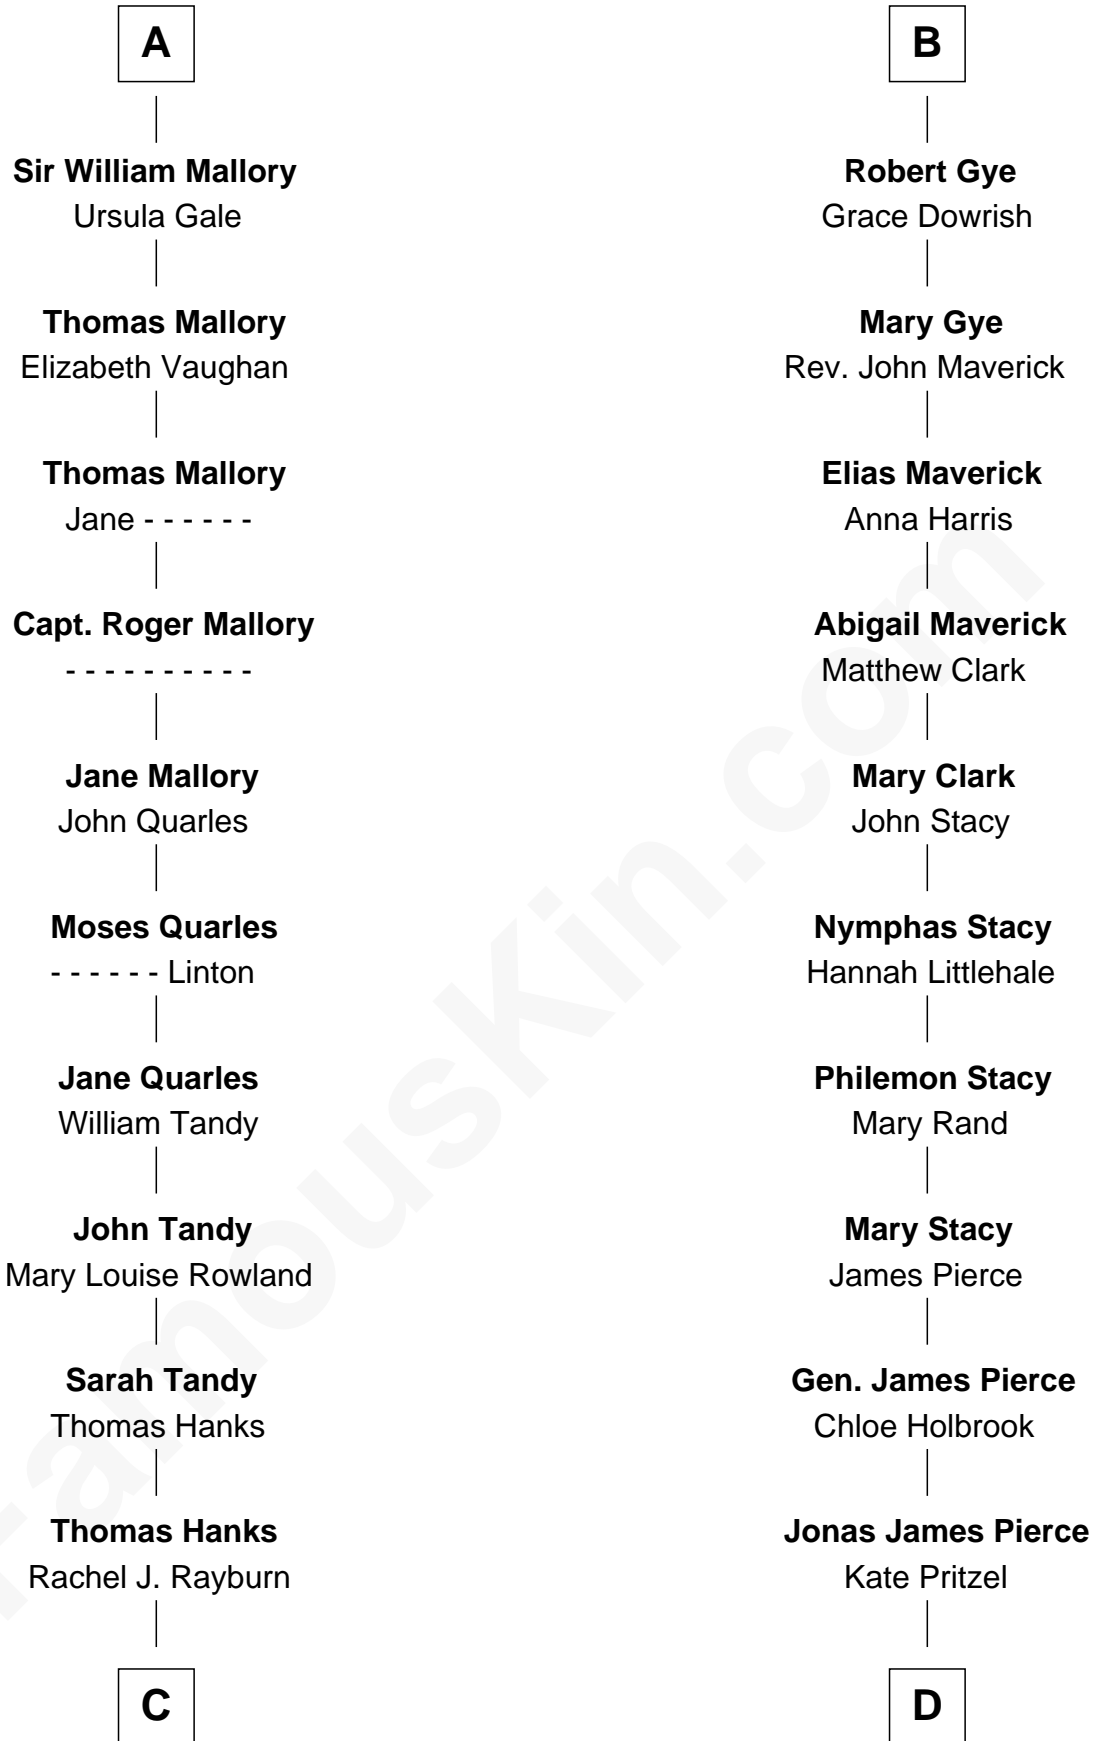 A
Sir William Mallory
Ursula Gale
Thomas Mallory
Elizabeth Vaughan
Thomas Mallory
Jane - - - - - -
Capt. Roger Mallory
- - - - - - - - - -
Jane Mallory
John Quarles
Moses Quarles
- - - - - - Linton
Jane Quarles
William Tandy
John Tandy
Mary Louise Rowland
Sarah Tandy
Thomas Hanks
Thomas Hanks
Rachel J. Rayburn
C
B
Robert Gye
Grace Dowrish
Mary Gye
Rev. John Maverick
Elias Maverick
Anna Harris
Abigail Maverick
Matthew Clark
Mary Clark
John Stacy
Nymphas Stacy
Hannah Littlehale
Philemon Stacy
Mary Rand
Mary Stacy
James Pierce
Gen. James Pierce
Chloe Holbrook
Jonas James Pierce
Kate Pritzel
D
FamousKin.com